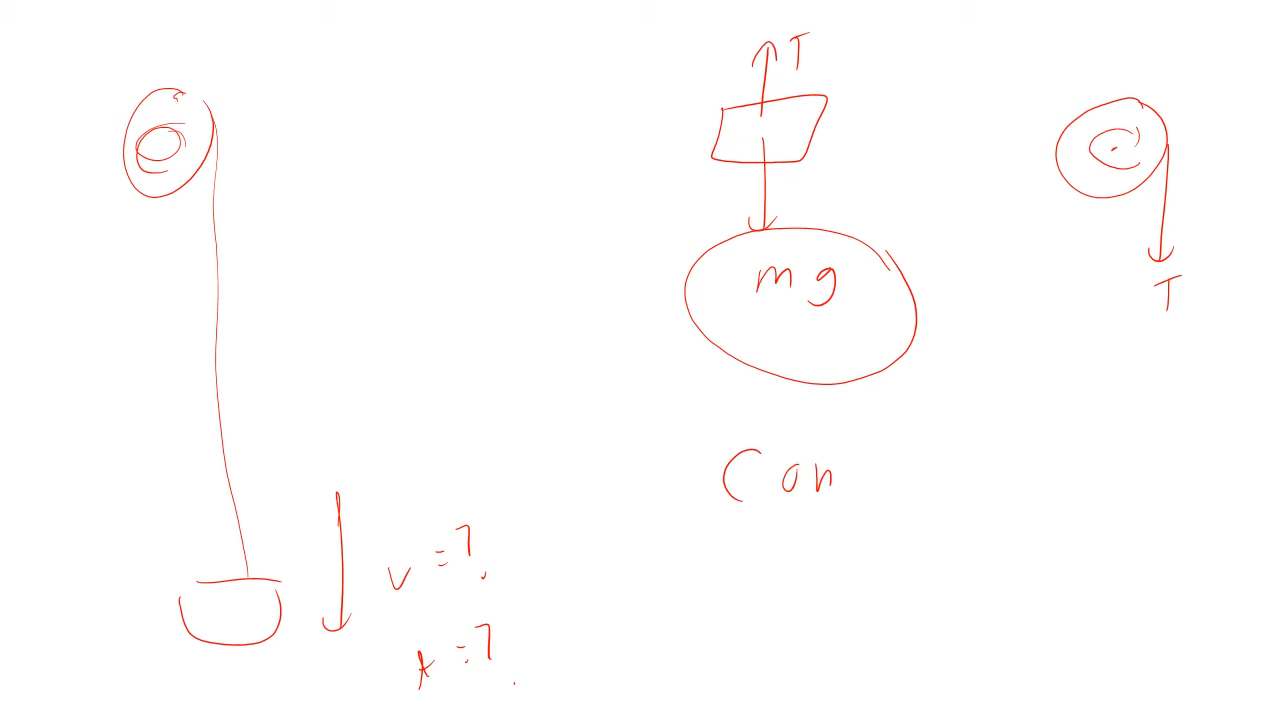 T
mg
T
Con
v = ?
t = ?